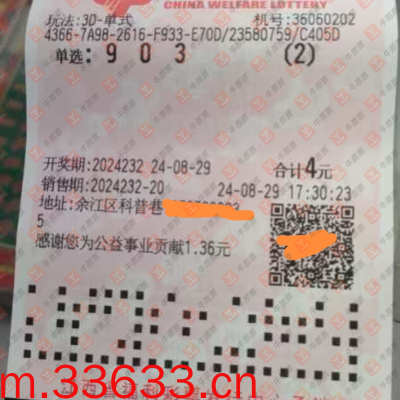 CHINA WELFARE LOTTERY
玩法:3D-单式 机号:36060202
4366-7A98-2616-F933-E70D/23580759/C405D
单选: 9 0 3 (2)
开奖期:2024232 24-08-29 合计4元
销售期:2024232-20 24-08-29 17:30:23
地址:余江区科普巷
5
感谢您为公益事业贡献1.36元
m.33633.cn